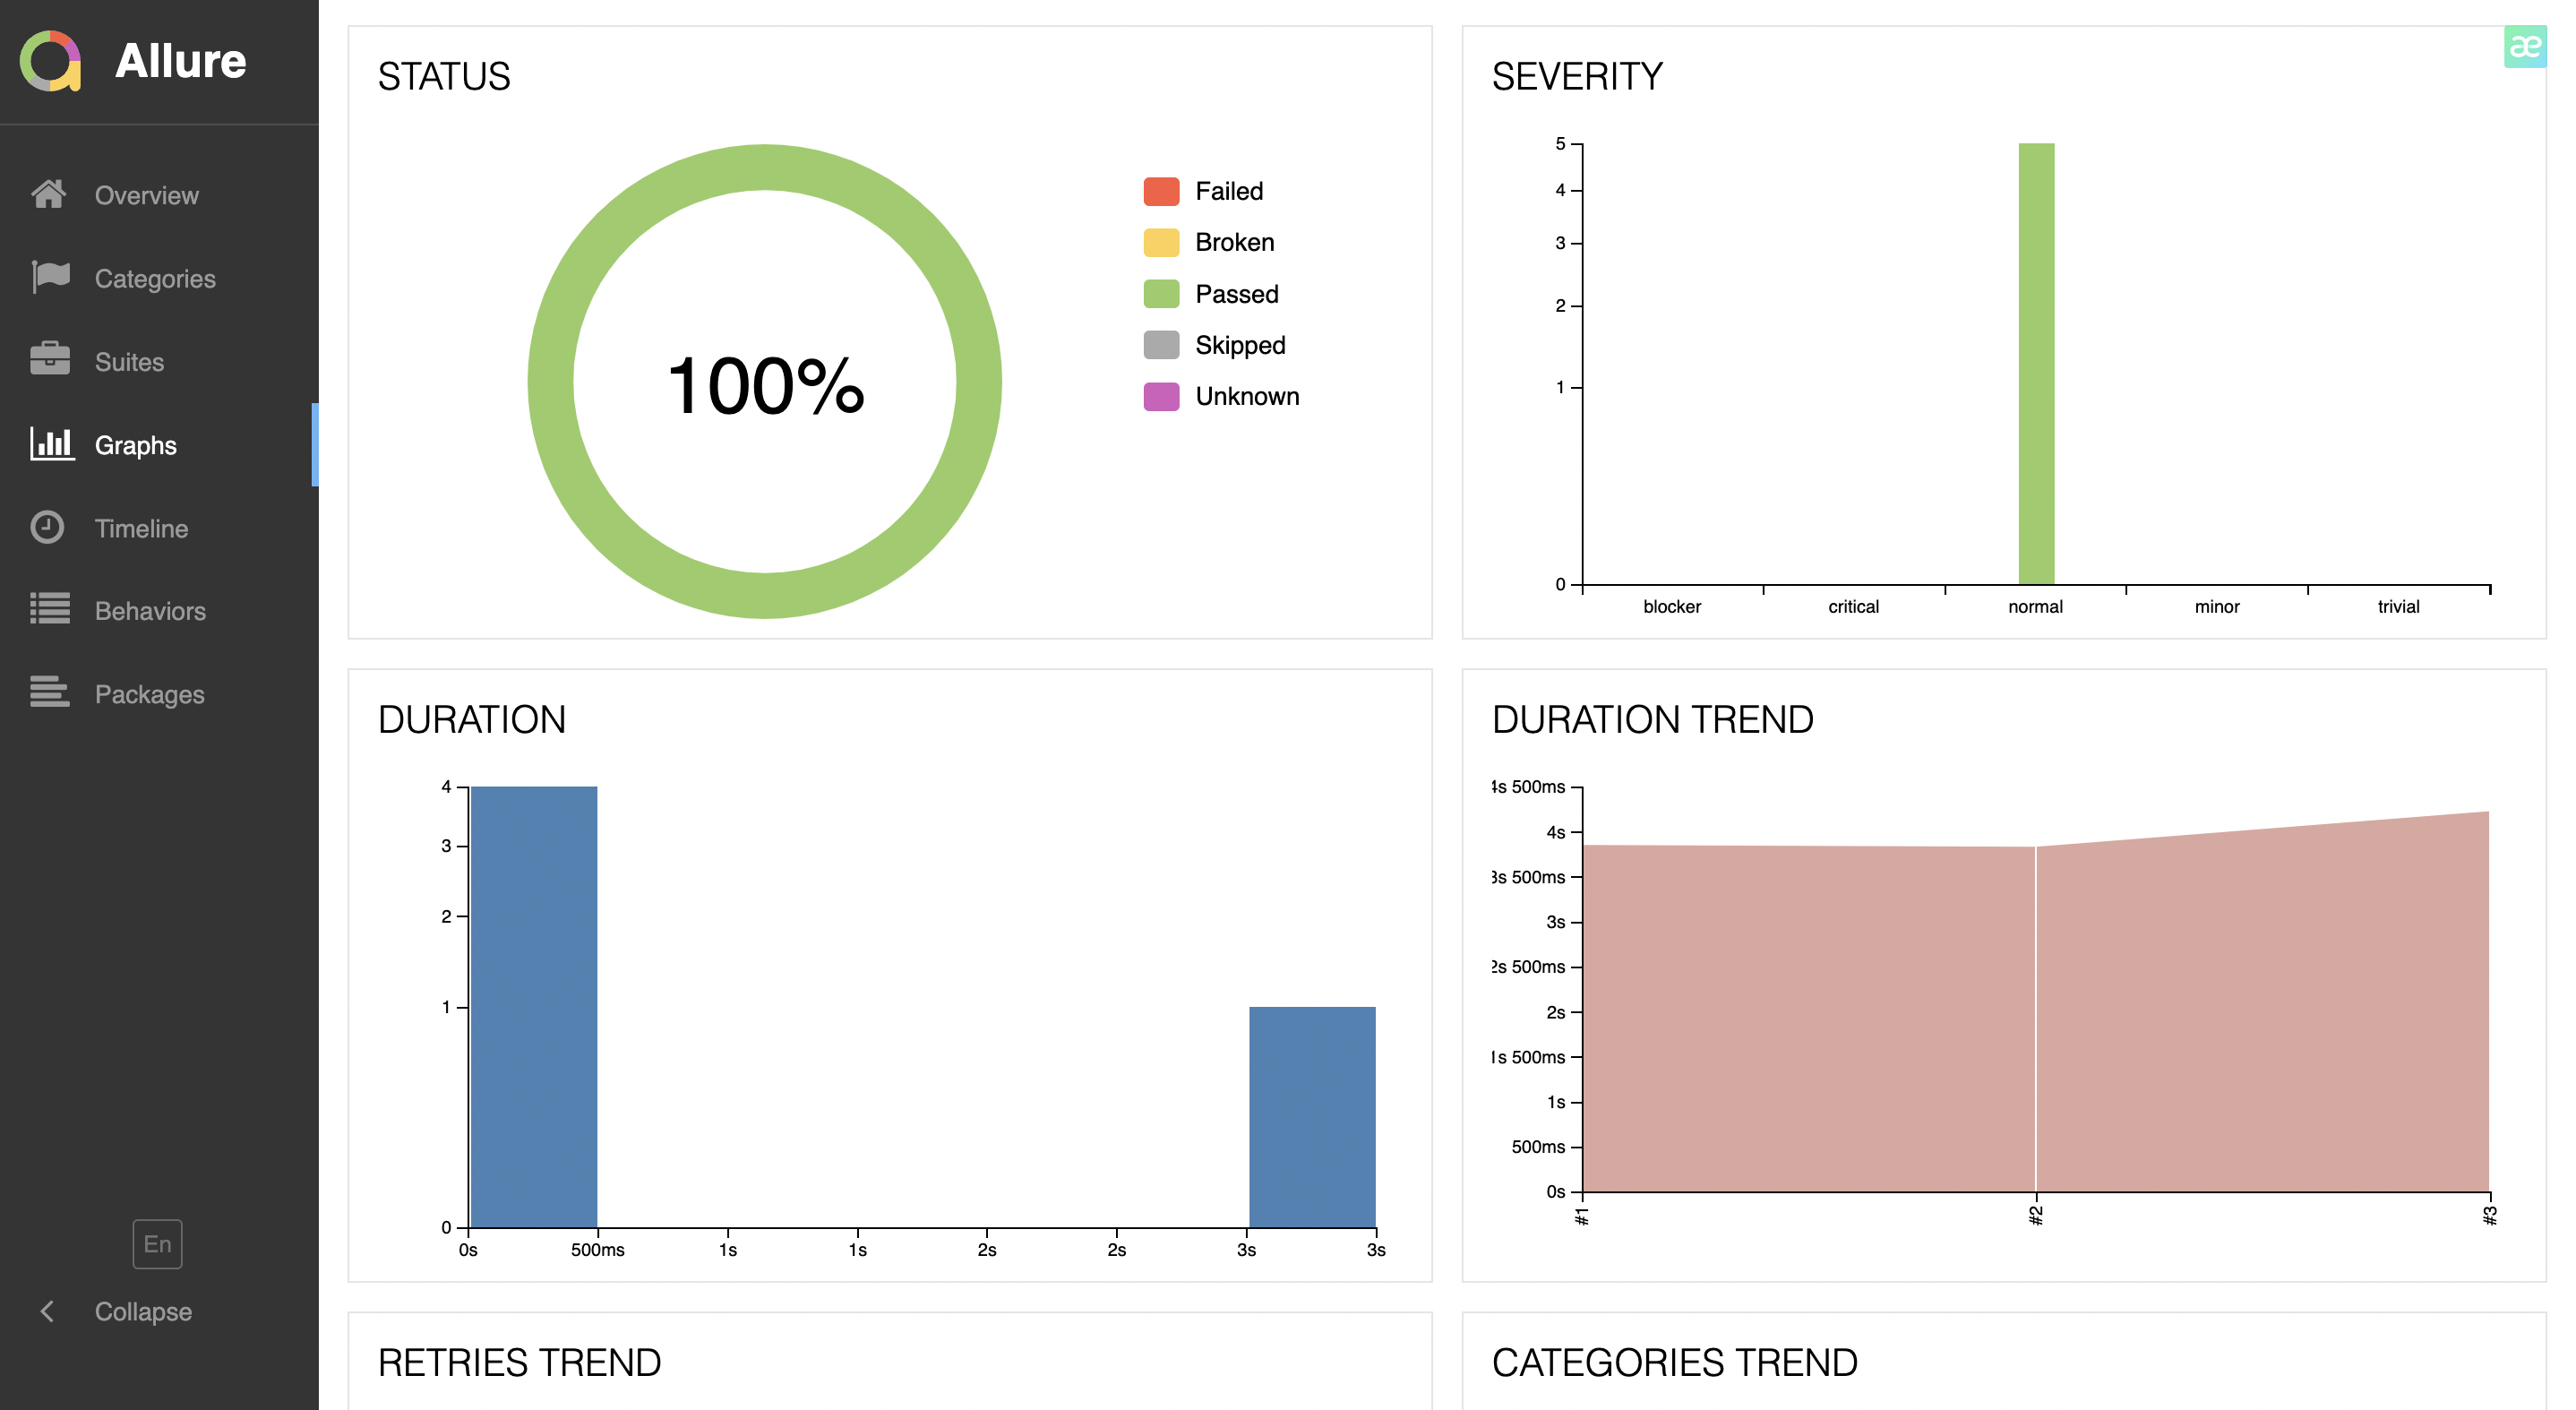 Allure
Overview
Categories
Suites
Graphs
Timeline
Behaviors
Packages
En
Collapse
STATUS
100%
Failed
Broken
Passed
Skipped
Unknown
SEVERITY
æ
5
4
3
2
1
0
blocker critical normal minor trivial
DURATION
4
3
2
1
0
0s 500ms 1s 1s 2s 2s 3s 3s
DURATION TREND
4s 500ms
4s
3s 500ms
3s
2s 500ms
2s
1s 500ms
1s
500ms
0s
#1 #2 #3
RETRIES TREND
CATEGORIES TREND